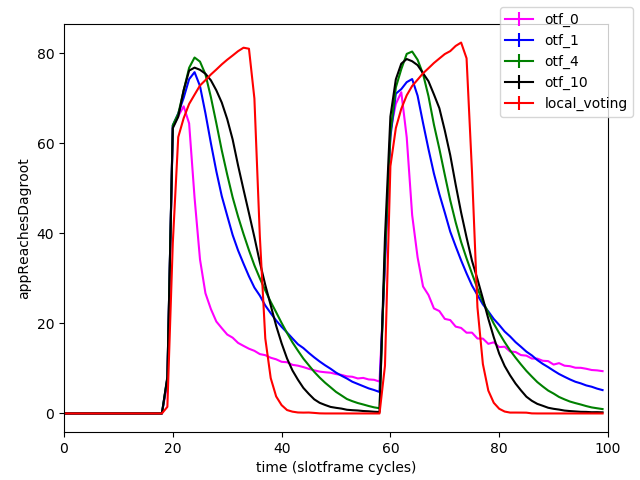 otf_0
otf_1
otf_4
otf_10
local_voting
80
60
40
20
0
appReachesDagroot
0 20 40 60 80 100
time (slotframe cycles)